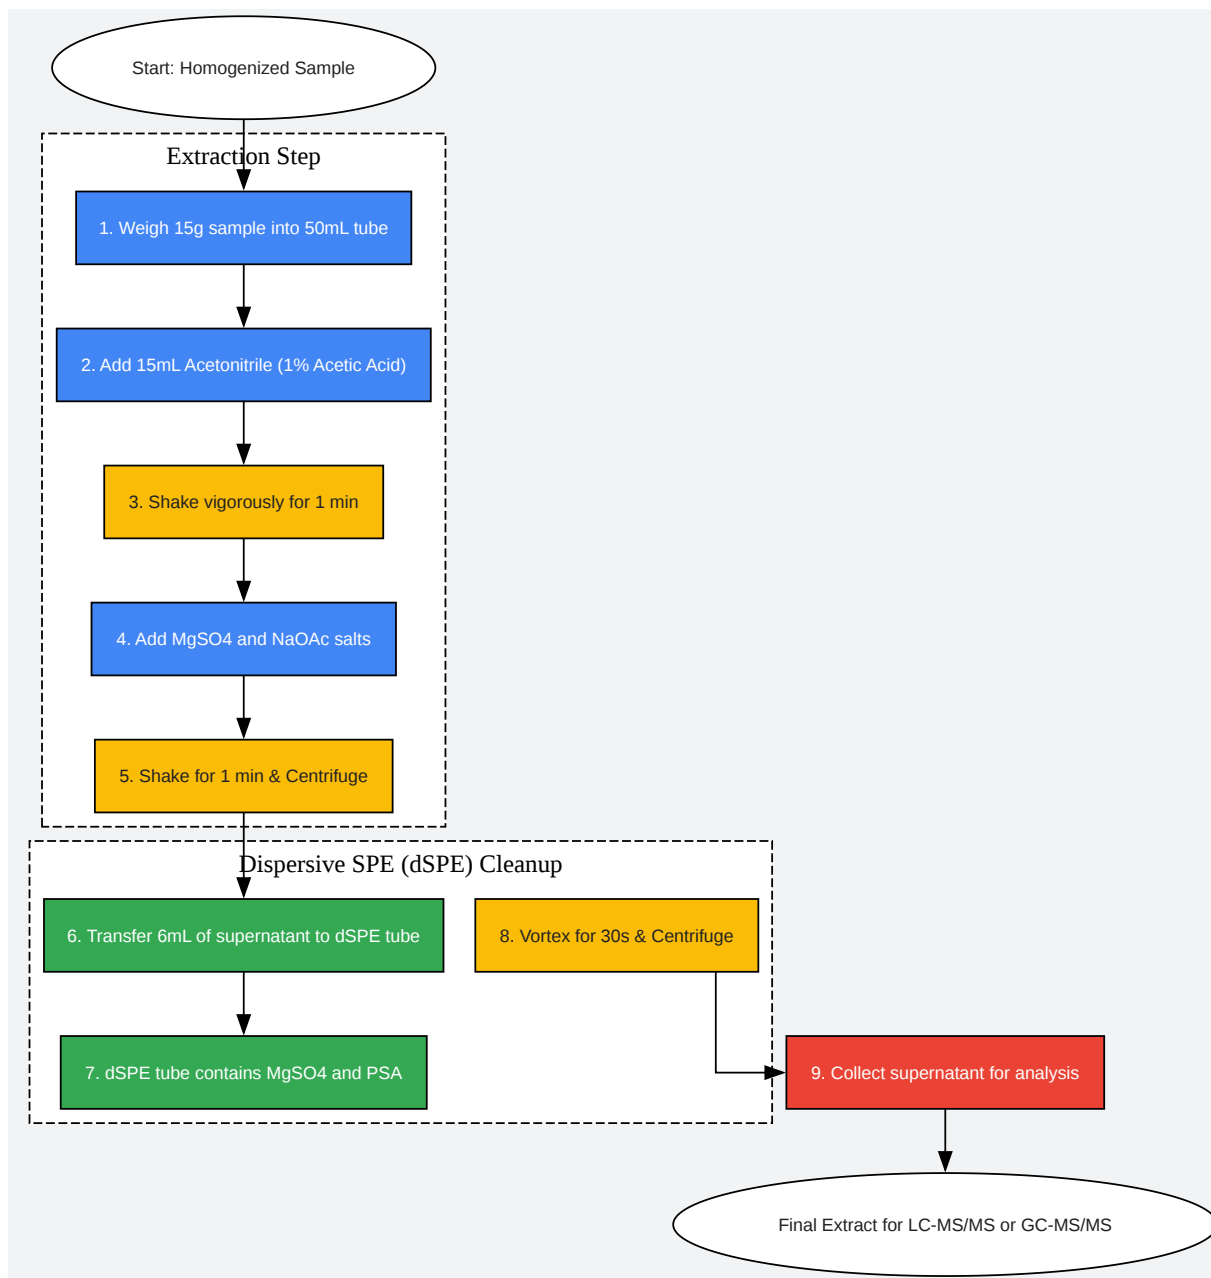 Start: Homogenized Sample
Extraction Step
1. Weigh 15g sample into 50mL tube
2. Add 15mL Acetonitrile (1% Acetic Acid)
3. Shake vigorously for 1 min
4. Add MgSO4 and NaOAc salts
5. Shake for 1 min & Centrifuge
Dispersive SPE (dSPE) Cleanup
6. Transfer 6mL of supernatant to dSPE tube
7. dSPE tube contains MgSO4 and PSA
8. Vortex for 30s & Centrifuge
9. Collect supernatant for analysis
Final Extract for LC-MS/MS or GC-MS/MS